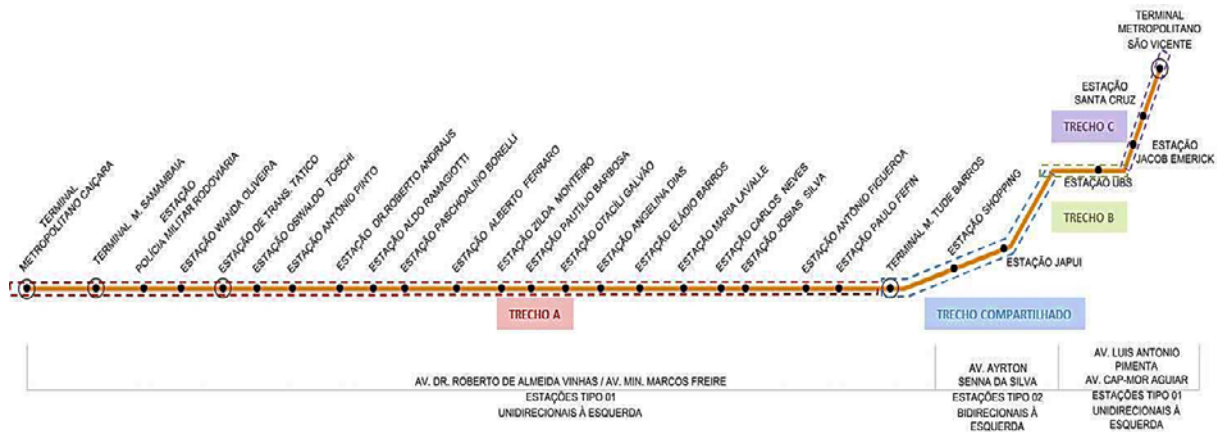 TERMINAL
METROPOLITANO
SÃO VICENTE
ESTAÇÃO
SANTA CRUZ
TRECHO C
ESTAÇÃO
JACOB EMERICK
ESTAÇÃO UBS
TRECHO B
TERMINAL
METROPOLITANO CAIÇARA
TERMINAL M. SAMAMBAIA
ESTAÇÃO
POLÍCIA MILITAR RODOVIÁRIA
ESTAÇÃO WANDA OLIVEIRA
ESTAÇÃO DE TRANS. TATICO
ESTAÇÃO OSWALDO TOSCHI
ESTAÇÃO ANTÔNIO PINTO
ESTAÇÃO DR.ROBERTO ANDRAUS
ESTAÇÃO ALDO RAMAGIOTTI
ESTAÇÃO PASCHOALINO BORELLI
ESTAÇÃO ALBERTO FERRARO
ESTAÇÃO ZILDA MONTEIRO
ESTAÇÃO PAUTÍLIO BARBOSA
ESTAÇÃO OTACÍLI GALVÃO
ESTAÇÃO ANGELINA DIAS
ESTAÇÃO ELÁDIO BARROS
ESTAÇÃO MARIA LAVALLE
ESTAÇÃO CARLOS NEVES
ESTAÇÃO JOSIAS SILVA
ESTAÇÃO ANTÔNIO FIGUEROA
ESTAÇÃO PAULO FEFIN
TERMINAL M. TUDE BARROS
ESTAÇÃO SHOPPING
ESTAÇÃO JAPUI
TRECHO A
TRECHO COMPARTILHADO
AV. DR. ROBERTO DE ALMEIDA VINHAS / AV. MIN. MARCOS FREIRE
ESTAÇÕES TIPO 01
UNIDIRECIONAIS À ESQUERDA
AV. AYRTON
SENNA DA SILVA
ESTAÇÕES TIPO 02
BIDIRECIONAIS À
ESQUERDA
AV. LUIS ANTONIO
PIMENTA
AV. CAP-MOR AGUIAR
ESTAÇÕES TIPO 01
UNIDIRECIONAIS À
ESQUERDA